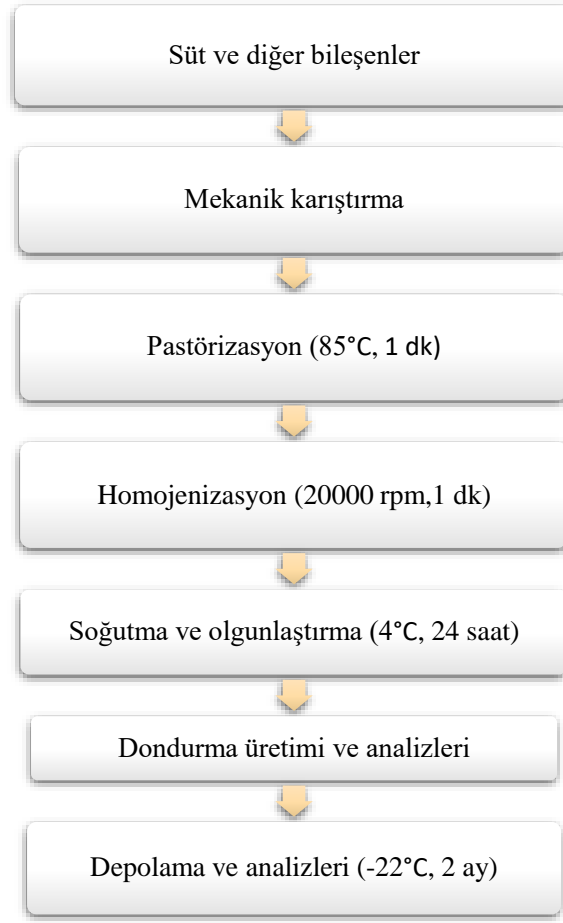 Süt ve diğer bileşenler
Mekanik karıştırma
Pastörizasyon (85°C, 1 dk)
Homojenizasyon (20000 rpm,1 dk)
Soğutma ve olgunlaştırma (4°C, 24 saat)
Dondurma üretimi ve analizleri
Depolama ve analizleri (-22°C, 2 ay)